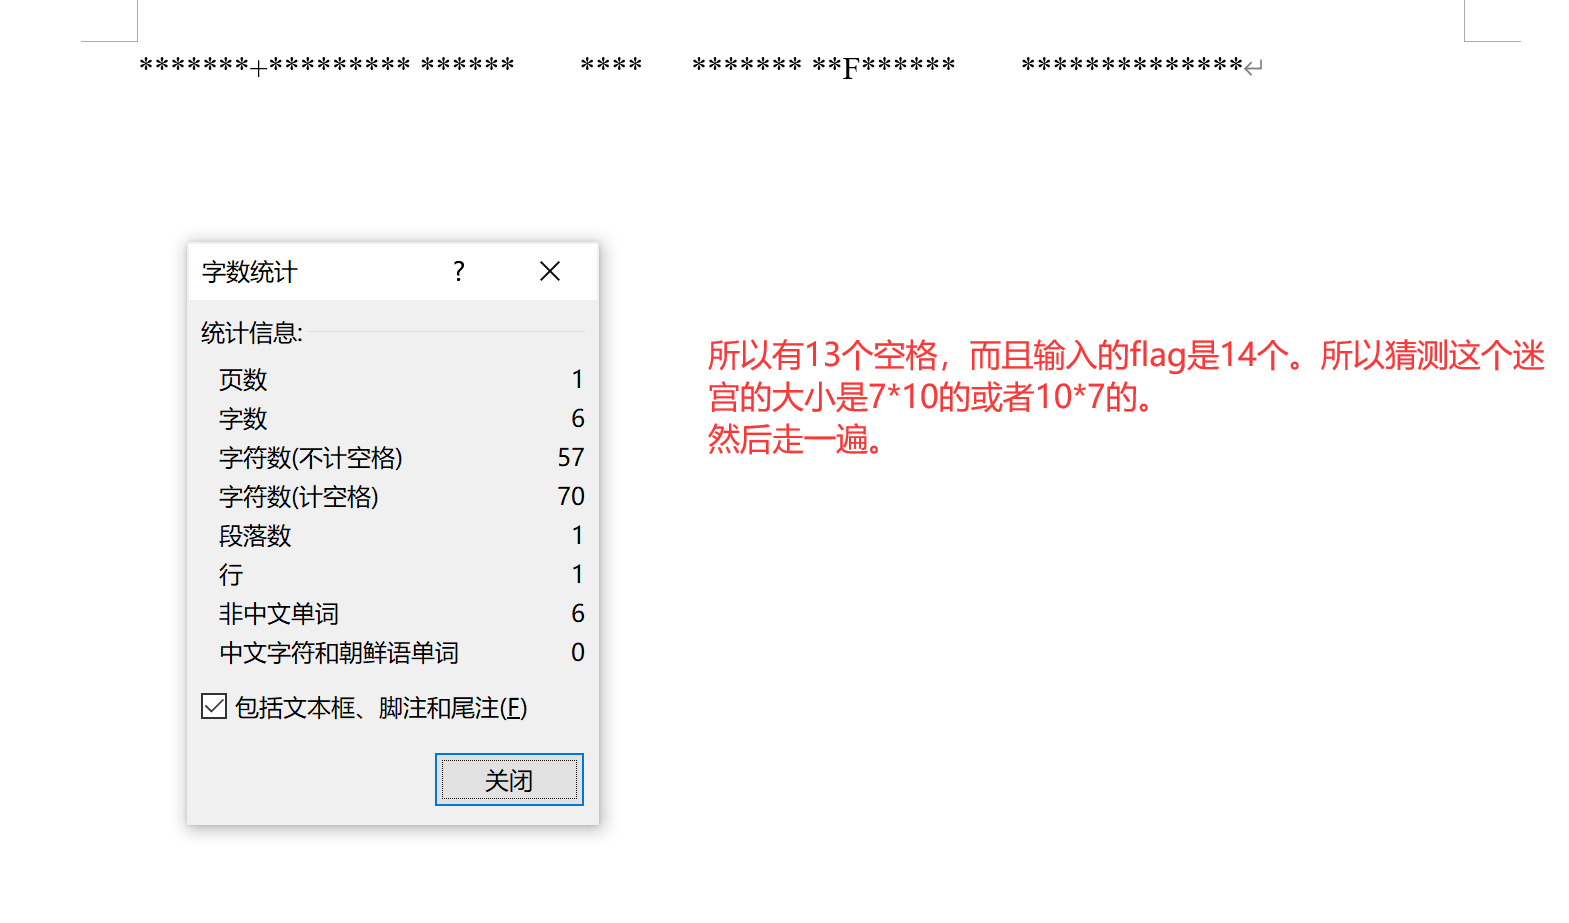 *******+********* ******    ****   ******* **F******    **************↵
字数统计 ? ×
统计信息:
页数 1
字数 6
字符数(不计空格) 57
字符数(计空格) 70
段落数 1
行 1
非中文单词 6
中文字符和朝鲜语单词 0
包括文本框、脚注和尾注(F)
关闭
所以有13个空格，而且输入的flag是14个。所以猜测这个迷
宫的大小是7*10的或者10*7的。
然后走一遍。